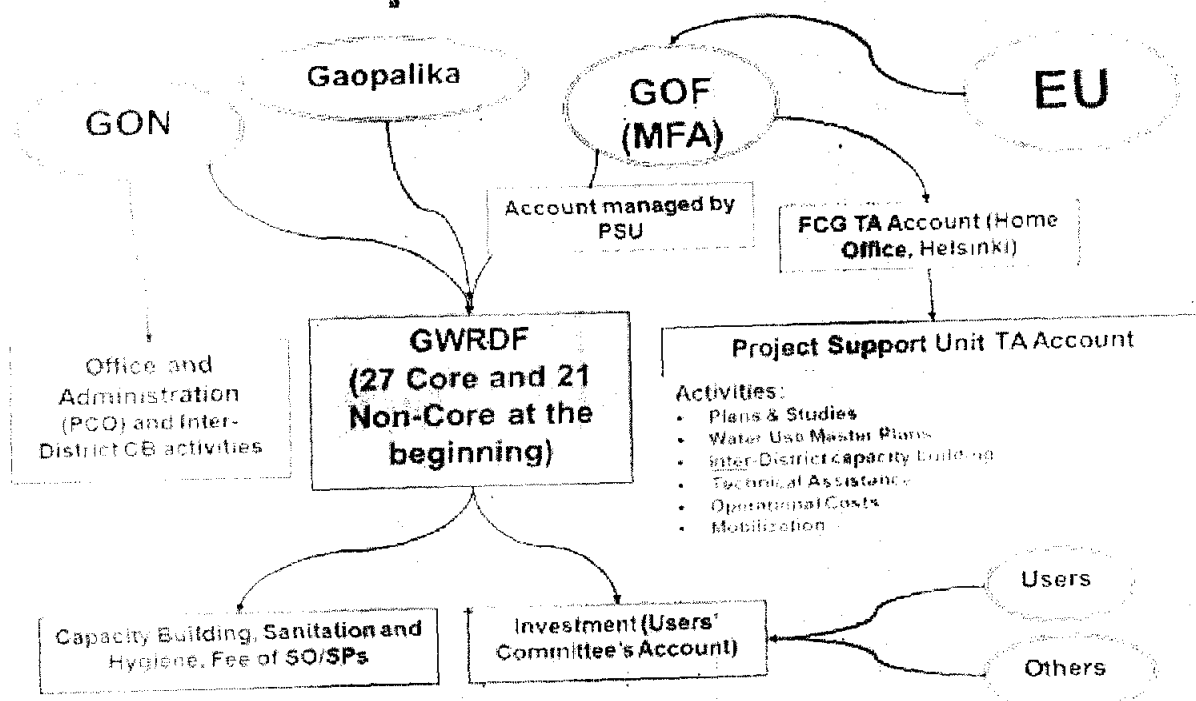 Gaopalika
GON
GOF
(MFA)
EU
Account managed by
PSU
FCG TA Account (Home
Office, Helsinki)
Office and
Administration
(PCO) and Inter-
District CB activities
GWRDF
(27 Core and 21
Non-Core at the
beginning)
Project Support Unit TA Account
Activities:
• Plans & Studies
• Water Use Master Plans
• Inter-District capacity building
• Technical Assistance
• Operational Costs
• Mobilization
Capacity Building, Sanitation and
Hygiene, Fee of SO/SPs
Investment (Users'
Committee's Account)
Users
Others